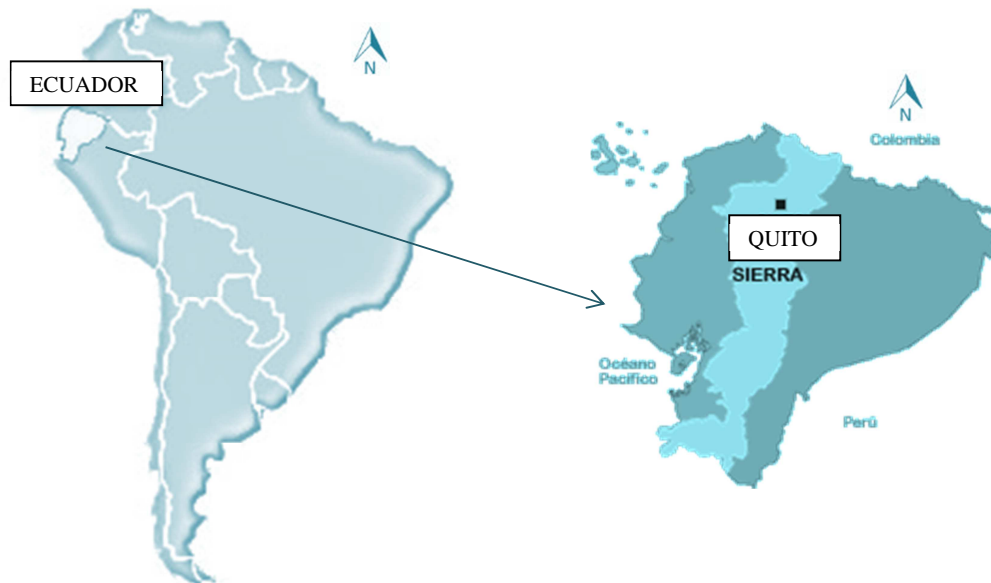 ECUADOR
N
N
Colombia
QUITO
SIERRA
Océano
Pacífico
Perú